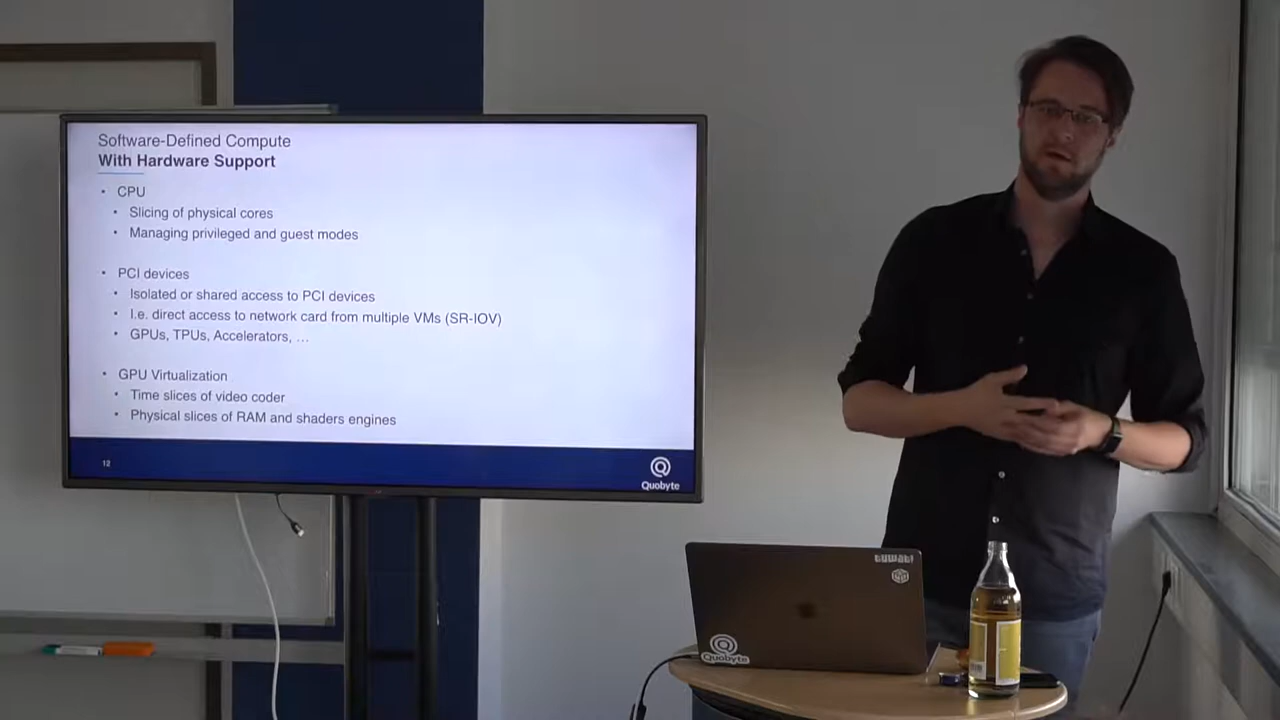 Software-Defined Compute
With Hardware Support
• CPU
• Slicing of physical cores
• Managing privileged and guest modes
• PCI devices
• Isolated or shared access to PCI devices
• I.e. direct access to network card from multiple VMs (SR-IOV)
• GPUs, TPUs, Accelerators, …
• GPU Virtualization
• Time slices of video coder
• Physical slices of RAM and shaders engines
12
Quobyte
tuwat!
Quobyte